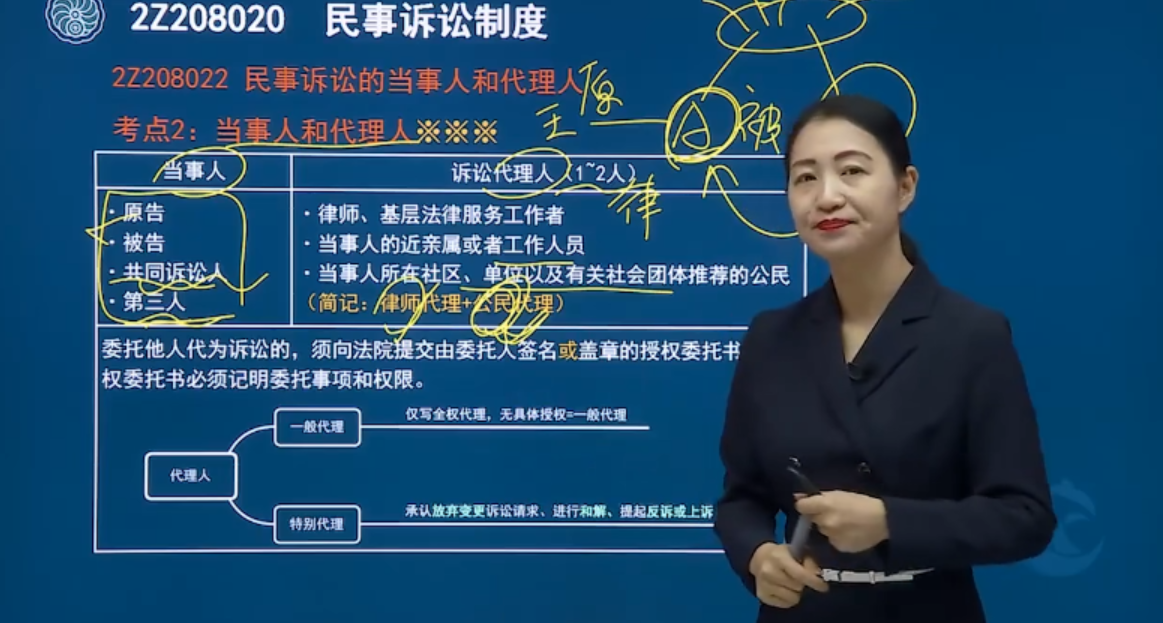 2Z208020 民事诉讼制度
2Z208022 民事诉讼的当事人和代理人
原
考点2：当事人和代理人※※※
王
A
被
当事人
诉讼代理人（1~2人）
律
·原告
·被告
·共同诉讼人
·第三人
·律师、基层法律服务工作者
·当事人的近亲属或者工作人员
·当事人所在社区、单位以及有关社会团体推荐的公民
（简记：律师代理+公民代理）
委托他人代为诉讼的，须向法院提交由委托人签名或盖章的授权委托书
权委托书必须记明委托事项和权限。
代理人
一般代理
仅写全权代理，无具体授权=一般代理
特别代理
承认放弃变更诉讼请求、进行和解、提起反诉或上诉